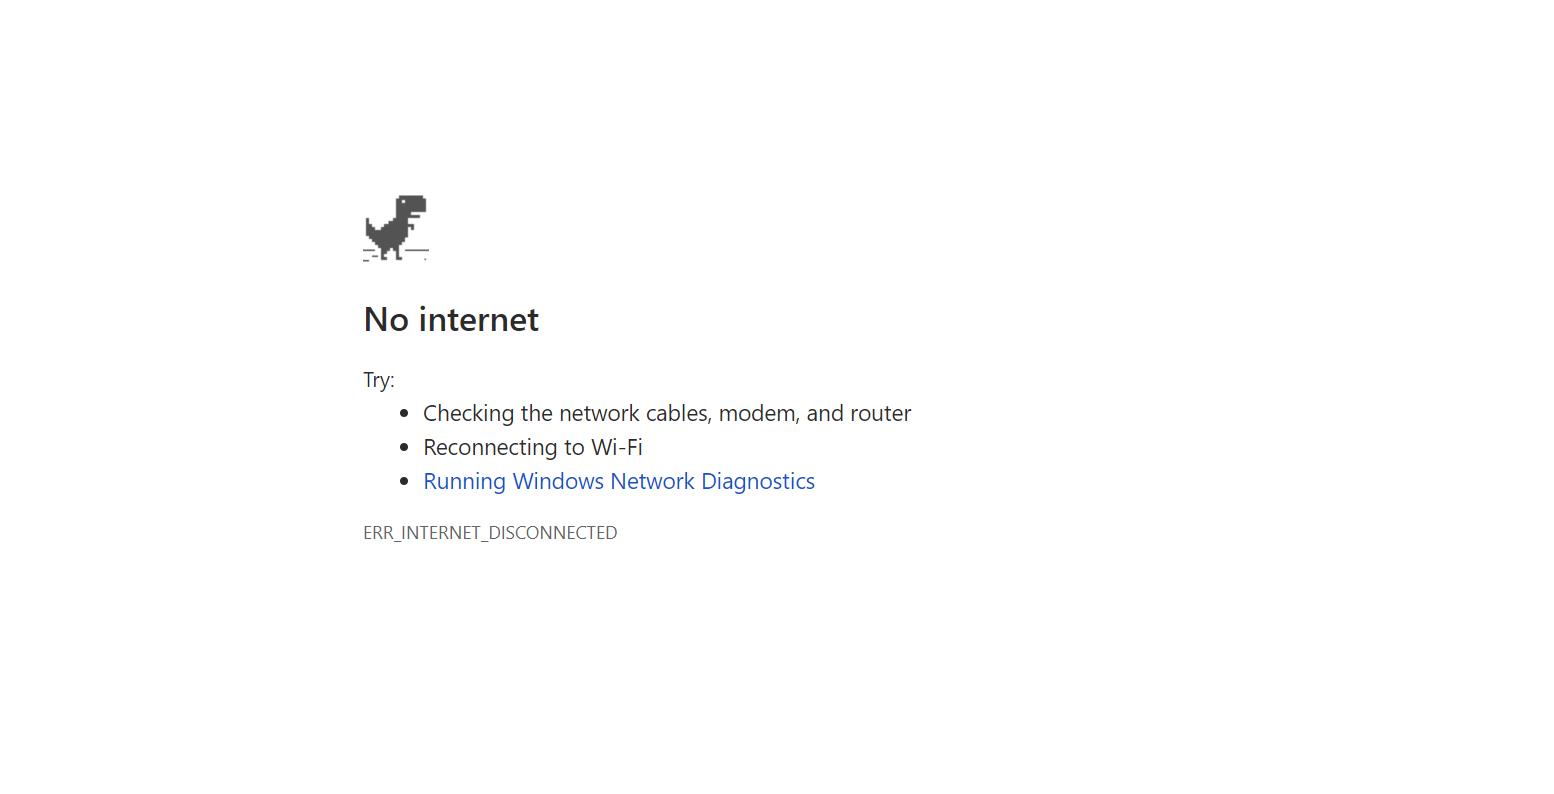 No internet
Try:
Checking the network cables, modem, and router
Reconnecting to Wi-Fi
Running Windows Network Diagnostics
ERR_INTERNET_DISCONNECTED